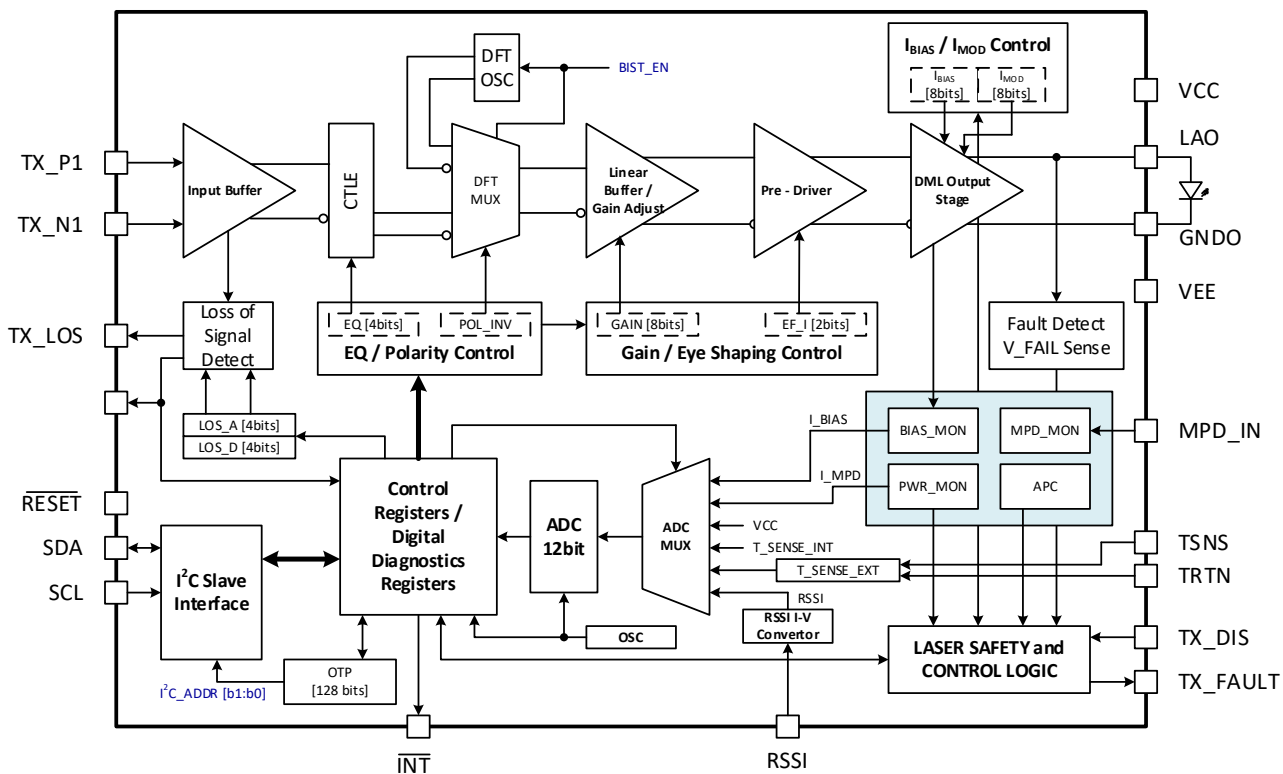 I_BIAS / I_MOD Control
I_BIAS
[8bits]
I_MOD
[8bits]
DFT
OSC
BIST_EN
VCC
LAO
TX_P1
Input Buffer
CTLE
DFT
MUX
Linear
Buffer /
Gain Adjust
Pre - Driver
DML Output
Stage
TX_N1
GNDO
VEE
TX_LOS
Loss of
Signal
Detect
EQ [4bits]
POL_INV
EQ / Polarity Control
GAIN [8bits]
EF_I [2bits]
Gain / Eye Shaping Control
Fault Detect
V_FAIL Sense
LOS_A [4bits]
LOS_D [4bits]
I_BIAS
BIAS_MON
MPD_MON
MPD_IN
I_MPD
PWR_MON
APC
RESET
SDA
SCL
I²C Slave
Interface
Control
Registers /
Digital
Diagnostics
Registers
ADC
12bit
ADC
MUX
VCC
T_SENSE_INT
T_SENSE_EXT
RSSI
TSNS
TRTN
RSSI I-V
Convertor
OSC
LASER SAFETY and
CONTROL LOGIC
TX_DIS
TX_FAULT
OTP
[128 bits]
I²C_ADDR [b1:b0]
INT
RSSI